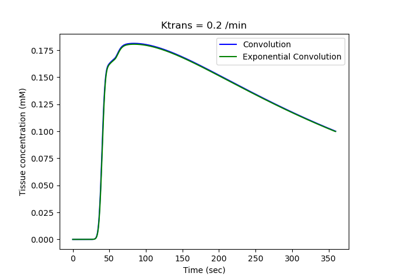 Ktrans = 0.2 /min
Convolution
Exponential Convolution
Tissue concentration (mM)
0.175
0.150
0.125
0.100
0.075
0.050
0.025
0.000
0 50 100 150 200 250 300 350
Time (sec)